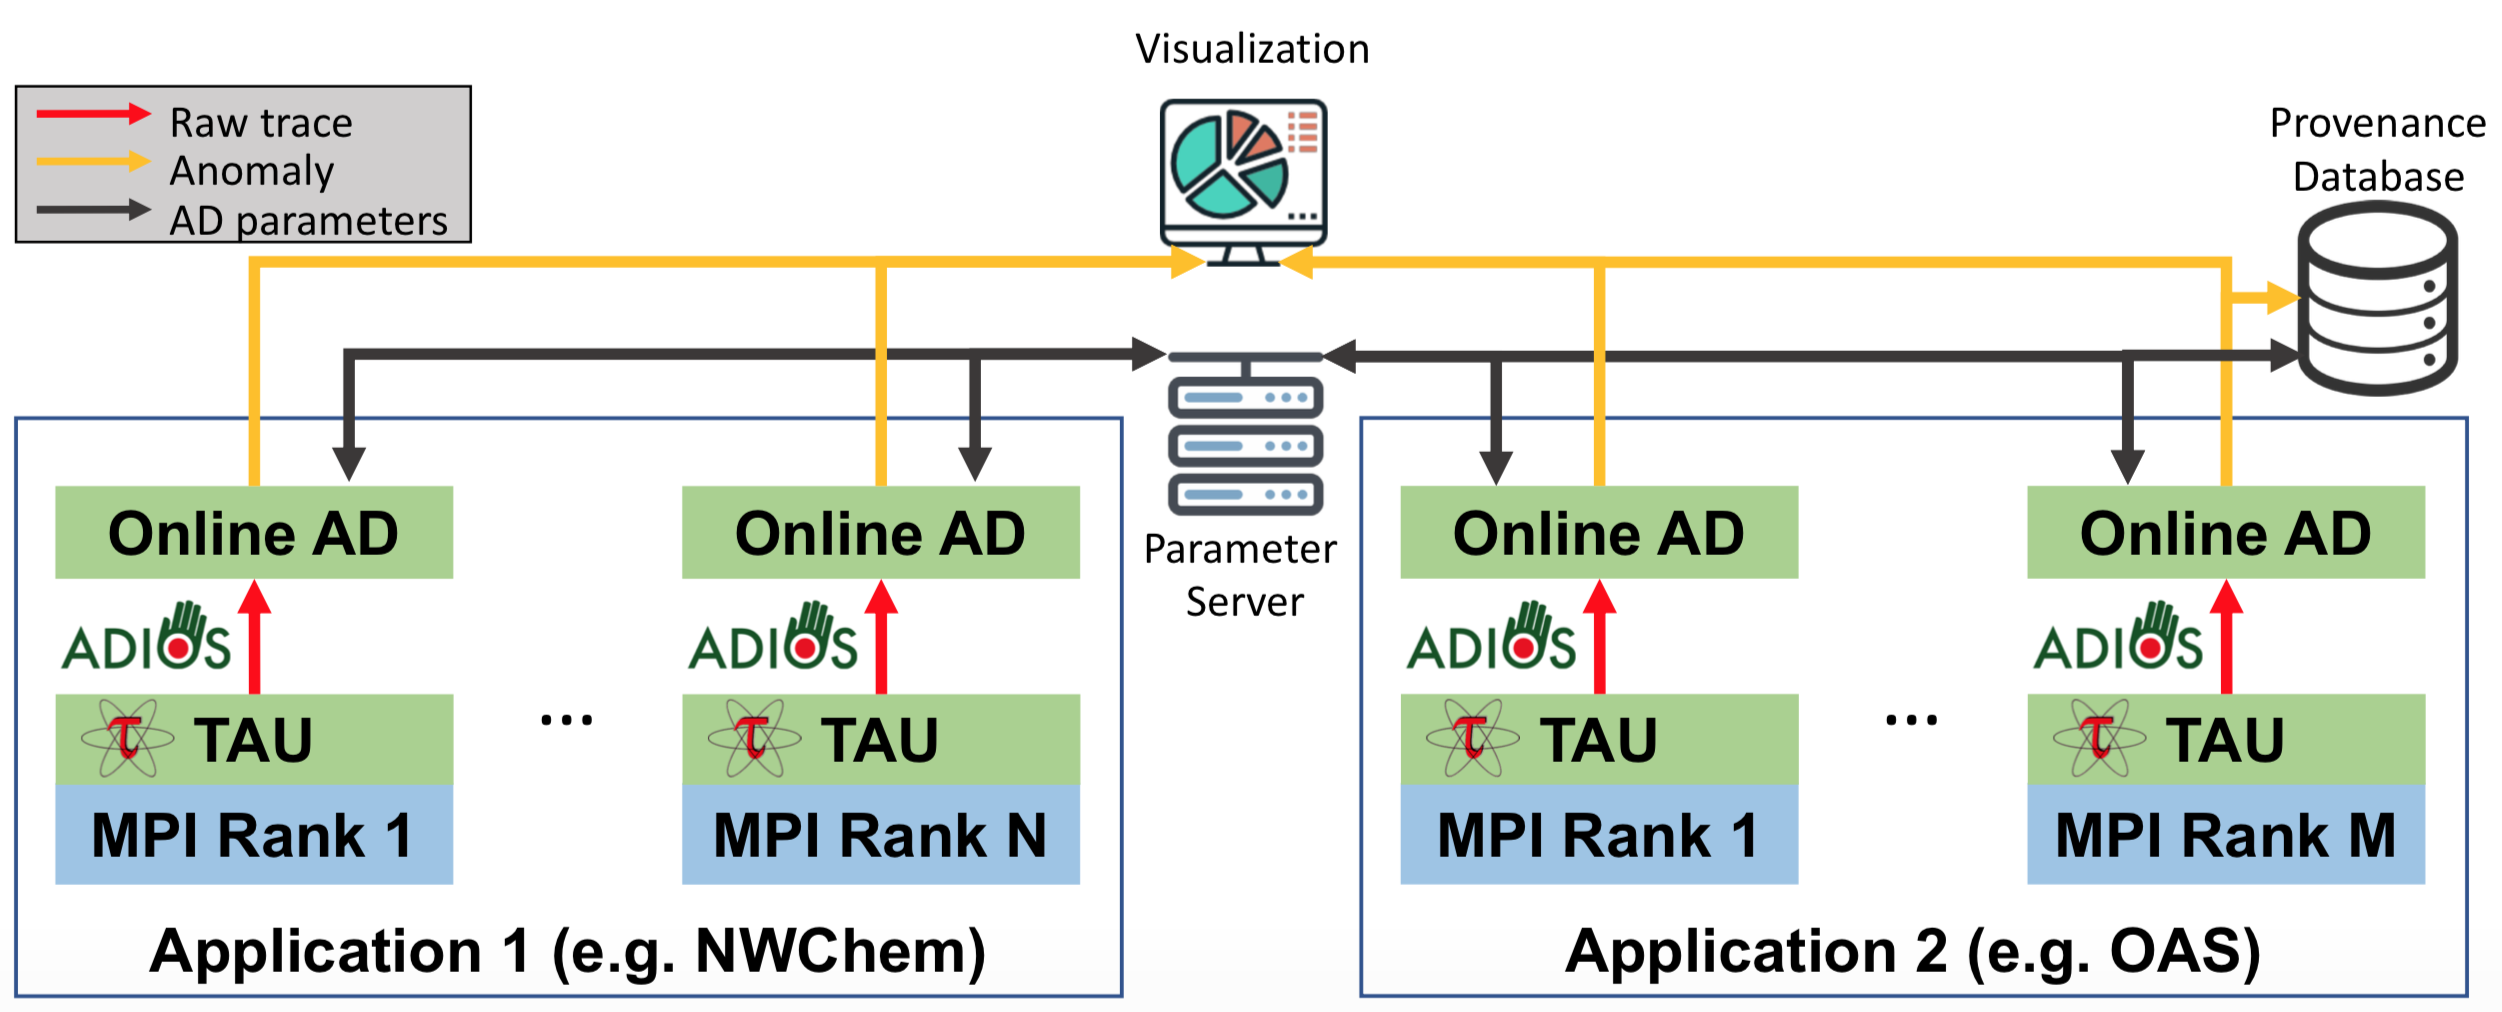 Visualization
Raw trace
Anomaly
AD parameters
Provenance
Database
Parameter
Server
Online AD
ADIOS
τ TAU
MPI Rank 1
...
Online AD
ADIOS
τ TAU
MPI Rank N
Application 1 (e.g. NWChem)
Online AD
ADIOS
τ TAU
MPI Rank 1
...
Online AD
ADIOS
τ TAU
MPI Rank M
Application 2 (e.g. OAS)